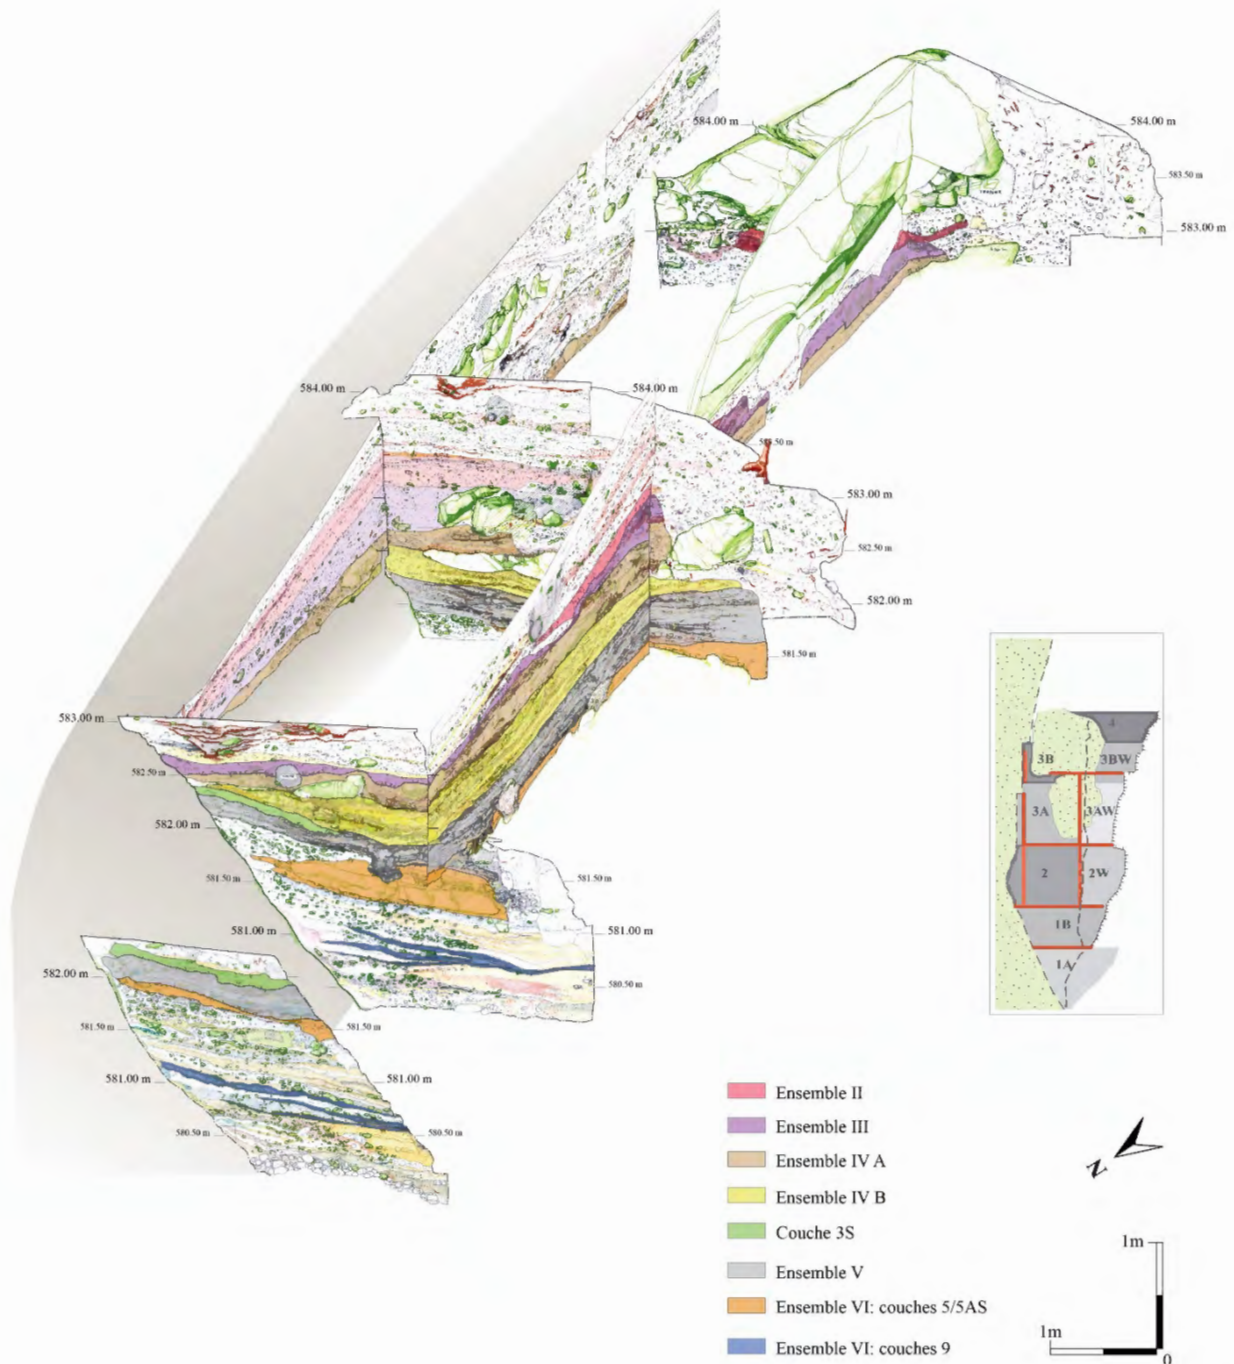 584.00 m
584.00 m
583.50 m
583.00 m
584.00 m
584.00 m
583.00 m
582.50 m
582.00 m
581.50 m
583.00 m
582.50 m
582.00 m
581.50 m
581.50 m
581.00 m
581.00 m
580.50 m
582.00 m
581.50 m
581.50 m
581.00 m
581.00 m
580.50 m
580.50 m
4
3B
3BW
3A
3AW
2
2W
1B
1A
Ensemble II
Ensemble III
Ensemble IV A
Ensemble IV B
Couche 3S
Ensemble V
Ensemble VI: couches 5/5AS
Ensemble VI: couches 9
N
1m
1m
0